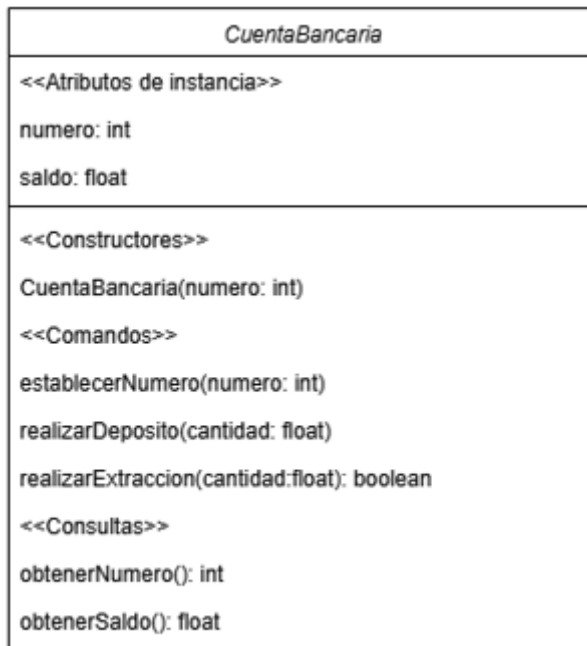 CuentaBancaria
<<Atributos de instancia>>
numero: int
saldo: float
<<Constructores>>
CuentaBancaria(numero: int)
<<Comandos>>
establecerNumero(numero: int)
realizarDeposito(cantidad: float)
realizarExtraccion(cantidad:float): boolean
<<Consultas>>
obtenerNumero(): int
obtenerSaldo(): float